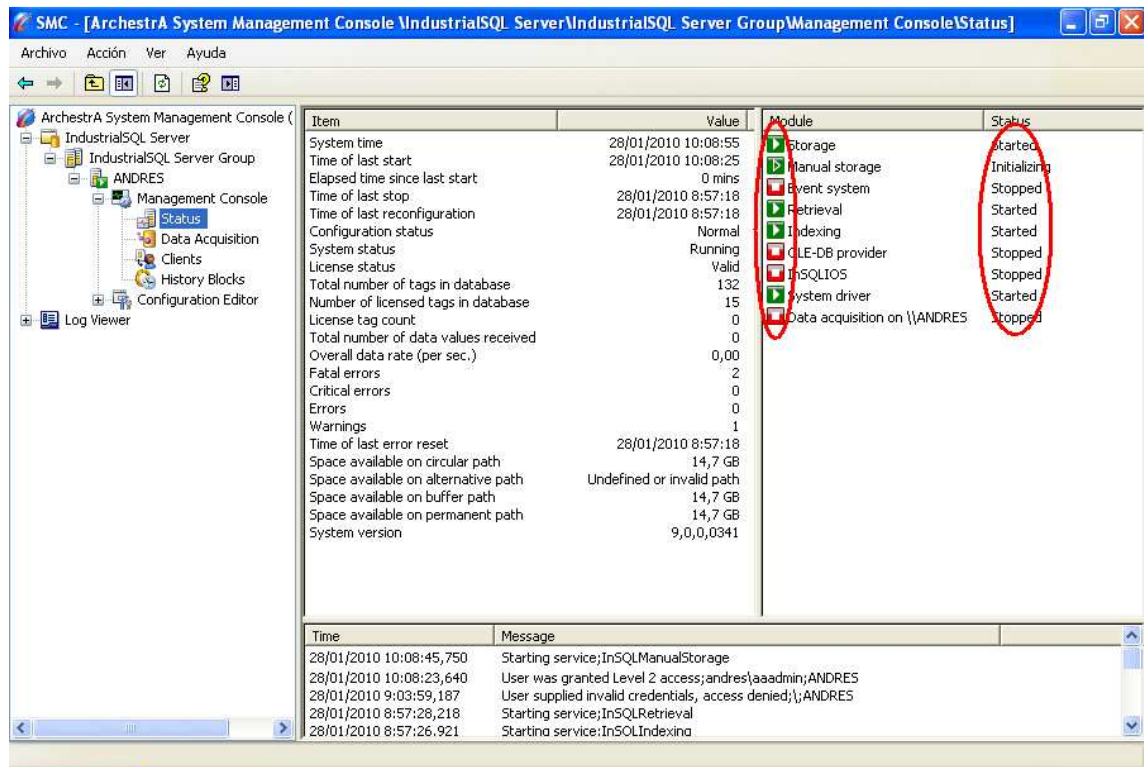 SMC - [ArchestrA System Management Console \IndustrialSQL Server\IndustrialSQL Server Group\Management Console\Status]
Archivo Acción Ver Ayuda
ArchestrA System Management Console (
IndustrialSQL Server
IndustrialSQL Server Group
ANDRES
Management Console
Status
Data Acquisition
Clients
History Blocks
Configuration Editor
Log Viewer
Item Value
System time 28/01/2010 10:08:55
Time of last start 28/01/2010 10:08:25
Elapsed time since last start 0 mins
Time of last stop 28/01/2010 8:57:18
Time of last reconfiguration 28/01/2010 8:57:18
Configuration status Normal
System status Running
License status Valid
Total number of tags in database 132
Number of licensed tags in database 15
License tag count 0
Total number of data values received 0
Overall data rate (per sec.) 0,00
Fatal errors 2
Critical errors 0
Errors 0
Warnings 1
Time of last error reset 28/01/2010 8:57:18
Space available on circular path 14,7 GB
Space available on alternative path Undefined or invalid path
Space available on buffer path 14,7 GB
Space available on permanent path 14,7 GB
System version 9,0,0,0341
Module Status
Storage Started
Manual storage Initializing
Event system Stopped
Retrieval Started
Indexing Started
OLE-DB provider Stopped
InSQLIOS Stopped
System driver Started
Data acquisition on \\ANDRES Stopped
Time Message
28/01/2010 10:08:45,750 Starting service;InSQLManualStorage
28/01/2010 10:08:23,640 User was granted Level 2 access;andres\aaadmin;ANDRES
28/01/2010 9:03:59,187 User supplied invalid credentials, access denied;\;ANDRES
28/01/2010 8:57:28,218 Starting service;InSQLRetrieval
28/01/2010 8:57:26,921 Starting service;InSQLIndexing